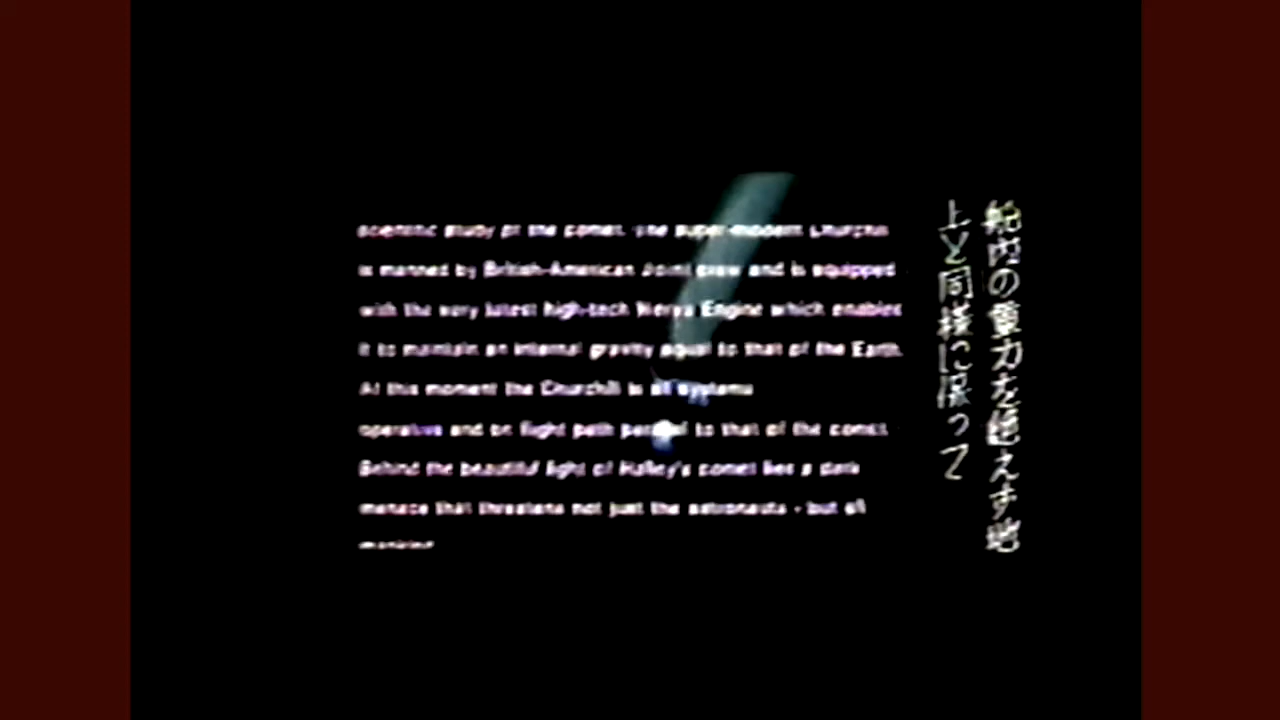 scientific study of the comet. The super-modern Churchill
is manned by British-American Joint crew and is equipped
with the very latest high-tech Nerva Engine which enables
it to maintain an internal gravity equal to that of the Earth.
At this moment the Churchill is all systems
operative and on flight path parallel to that of the comet.
Behind the beautiful light of Halley's comet lies a dark
menace that threatens not just the astronauts - but all
mankind
船内の重力を絶えず地
上と同様に保って